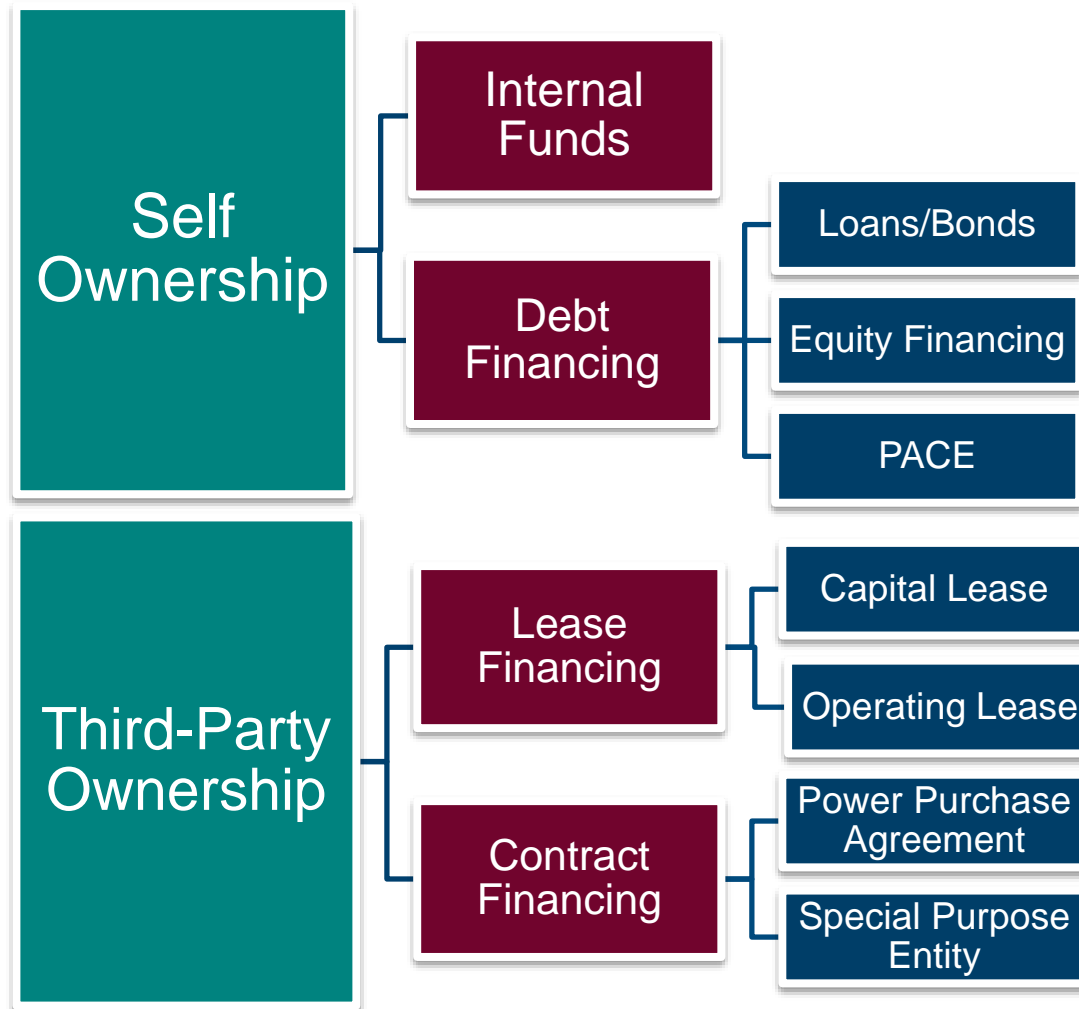 Self
Ownership
Internal
Funds
Debt
Financing
Loans/Bonds
Equity Financing
PACE
Third-Party
Ownership
Lease
Financing
Capital Lease
Operating Lease
Contract
Financing
Power Purchase
Agreement
Special Purpose
Entity